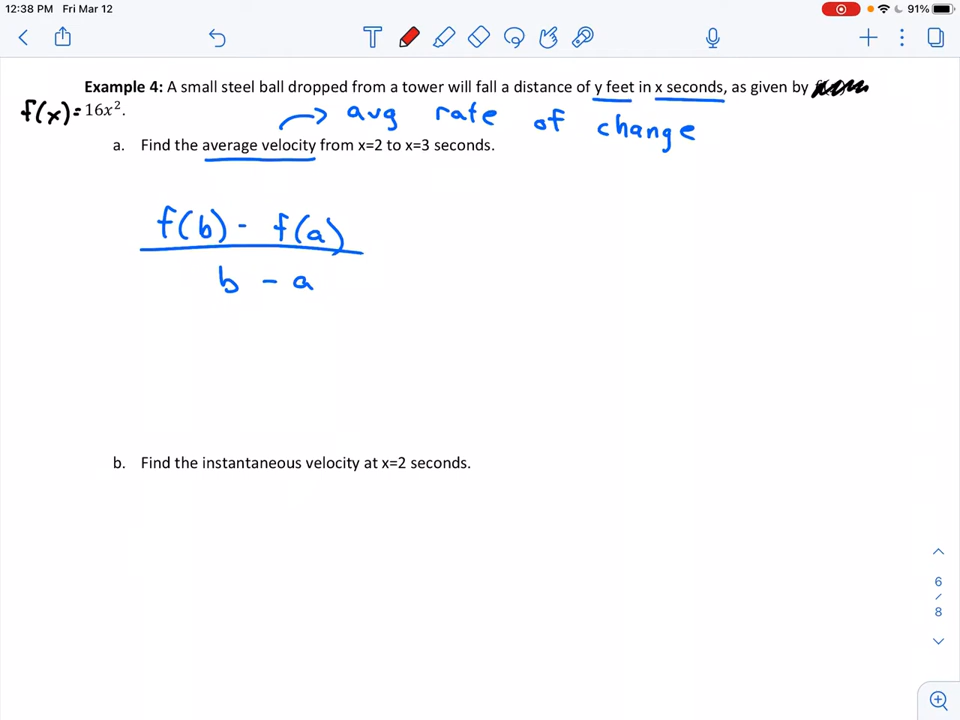 12:38 PM Fri Mar 12 91%
Example 4: A small steel ball dropped from a tower will fall a distance of y feet in x seconds, as given by
f(x)=16x².
avg rate of change
a. Find the average velocity from x=2 to x=3 seconds.
f(b) - f(a)
b - a
b. Find the instantaneous velocity at x=2 seconds.
6
/
8